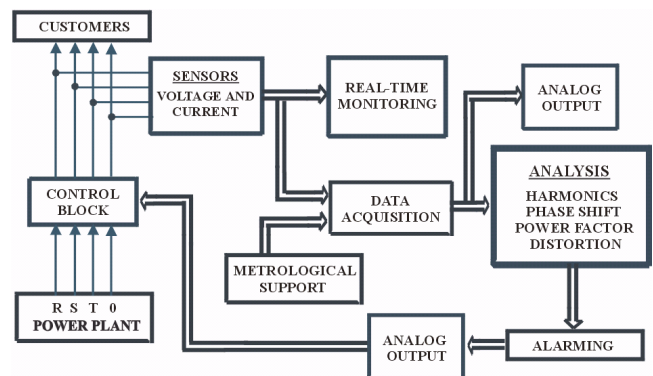 CUSTOMERS
SENSORS
VOLTAGE AND
CURRENT
REAL-TIME
MONITORING
ANALOG
OUTPUT
ANALYSIS
HARMONICS
PHASE SHIFT
POWER FACTOR
DISTORTION
CONTROL
BLOCK
DATA
ACQUISITION
METROLOGICAL
SUPPORT
R S T 0
POWER PLANT
ANALOG
OUTPUT
ALARMING